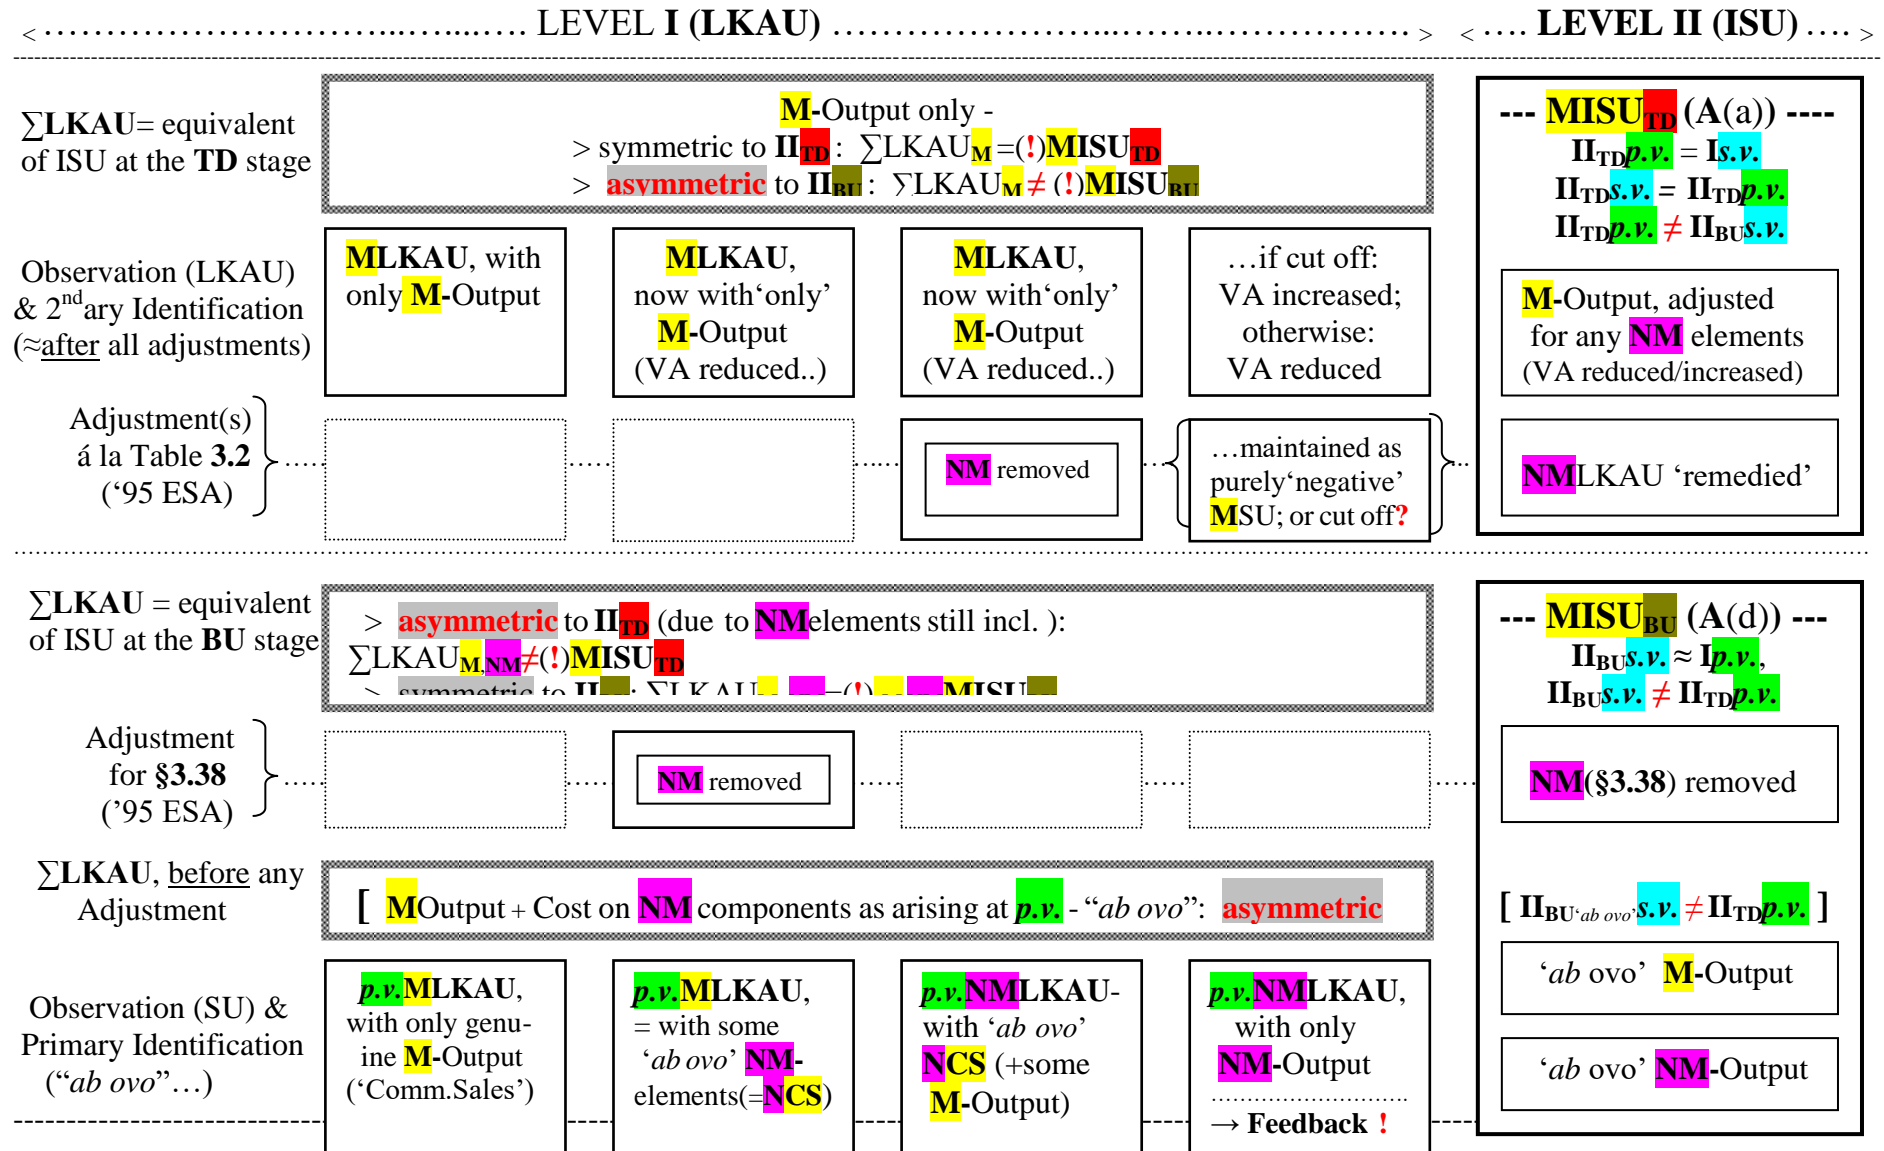 < ………………………...…....…. LEVEL I (LKAU) ……………………...……..…………… >   < …. LEVEL II (ISU) …. >
∑LKAU= equivalent
of ISU at the TD stage
M-Output only -
> symmetric to IITD : ∑LKAUM =(!)MISUTD
> asymmetric to IIBU : ∑LKAUM ≠ (!)MISUBU
--- MISUTD (A(a)) ----
IITDp.v. = Is.v.
IITDs.v. = IITDp.v.
IITDp.v. ≠ IIBUs.v.
Observation (LKAU)
& 2ndary Identification
(≈after all adjustments)
MLKAU, with
only M-Output
MLKAU,
now with‘only’
M-Output
(VA reduced..)
MLKAU,
now with‘only’
M-Output
(VA reduced..)
…if cut off:
VA increased;
otherwise:
VA reduced
M-Output, adjusted
for any NM elements
(VA reduced/increased)
Adjustment(s)
á la Table 3.2
(‘95 ESA)
NM removed
…maintained as
purely‘negative’
MSU; or cut off?
NMLKAU ‘remedied’
∑LKAU = equivalent
of ISU at the BU stage
> asymmetric to IITD (due to NMelements still incl. ):
∑LKAUM,NM≠(!)MISUTD
> symmetric to II : ∑LKAU =(!) MISU
--- MISUBU (A(d)) ---
IIBUs.v. ≈ Ip.v.,
IIBUs.v. ≠ IITDp.v.
Adjustment
for §3.38
(’95 ESA)
NM removed
NM(§3.38) removed
∑LKAU, before any
Adjustment
[ MOutput + Cost on NM components as arising at p.v. - “ab ovo”: asymmetric
[ IIBU‘ab ovo’s.v. ≠IITDp.v. ]
Observation (SU) &
Primary Identification
(“ab ovo”…)
p.v.MLKAU,
with only genu-
ine M-Output
(‘Comm.Sales’)
p.v.MLKAU,
= with some
‘ab ovo’ NM-
elements(=NCS)
p.v.NMLKAU-
with ‘ab ovo’
NCS (+some
M-Output)
p.v.NMLKAU,
with only
NM-Output
→ Feedback !
‘ab ovo’ M-Output
‘ab ovo’ NM-Output